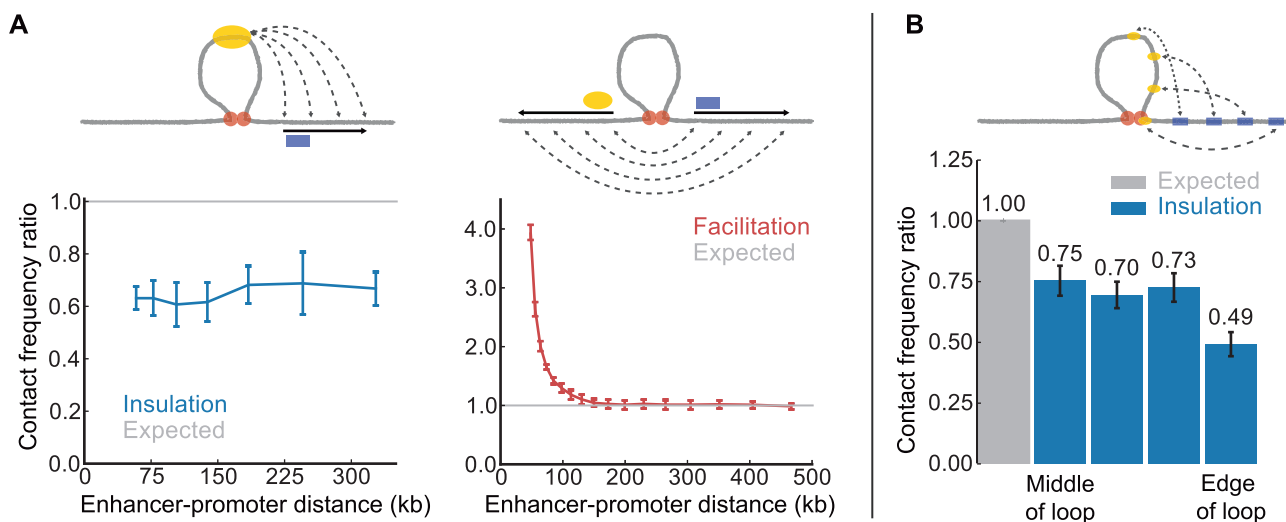 A
Contact frequency ratio
1.0
0.8
0.6
0.4
0.2
0.0
Insulation
Expected
75
150
225
300
Enhancer-promoter distance (kb)
4.0
3.0
2.0
1.0
Facilitation
Expected
0
100
200
300
400
500
Enhancer-promoter distance (kb)
B
Contact frequency ratio
1.25
1.00
0.75
0.50
0.25
0.00
Expected
Insulation
1.00
0.75
0.70
0.73
0.49
Middle
of loop
Edge
of loop